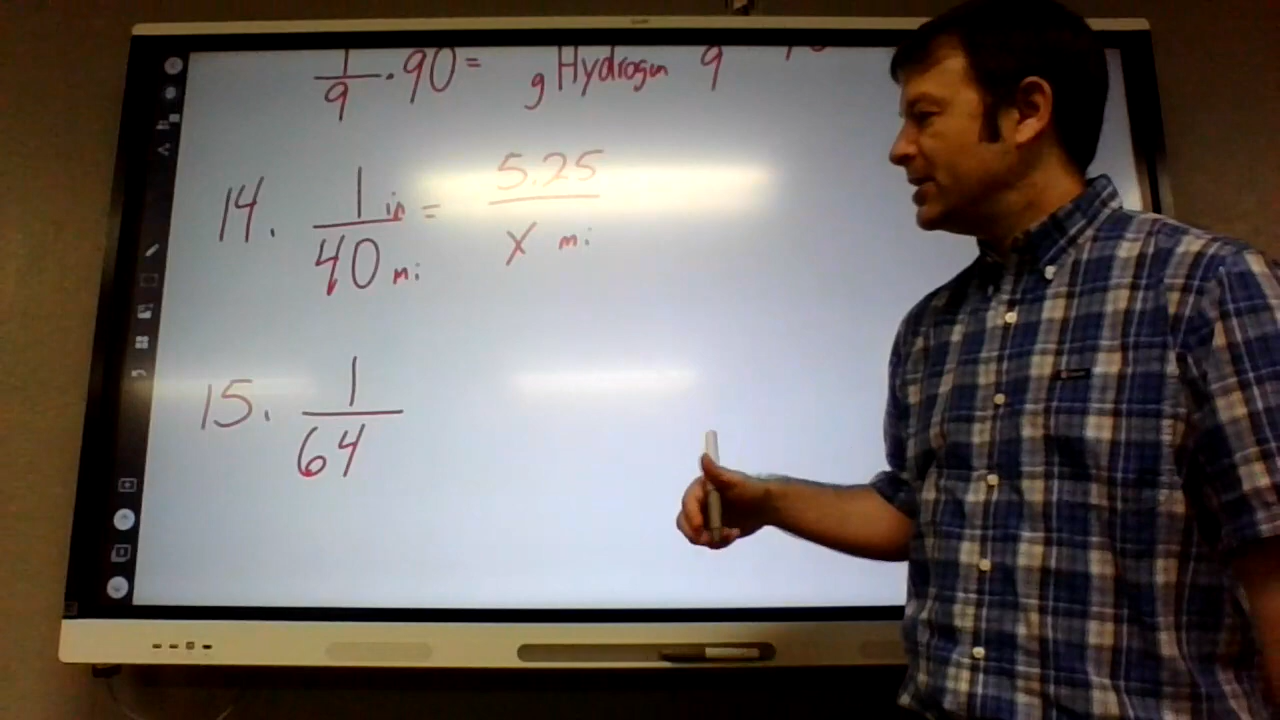 1/9 · 90 = g Hydrogen 9
14. 1 in / 40 mi = 5.25 / x mi
15. 1/64